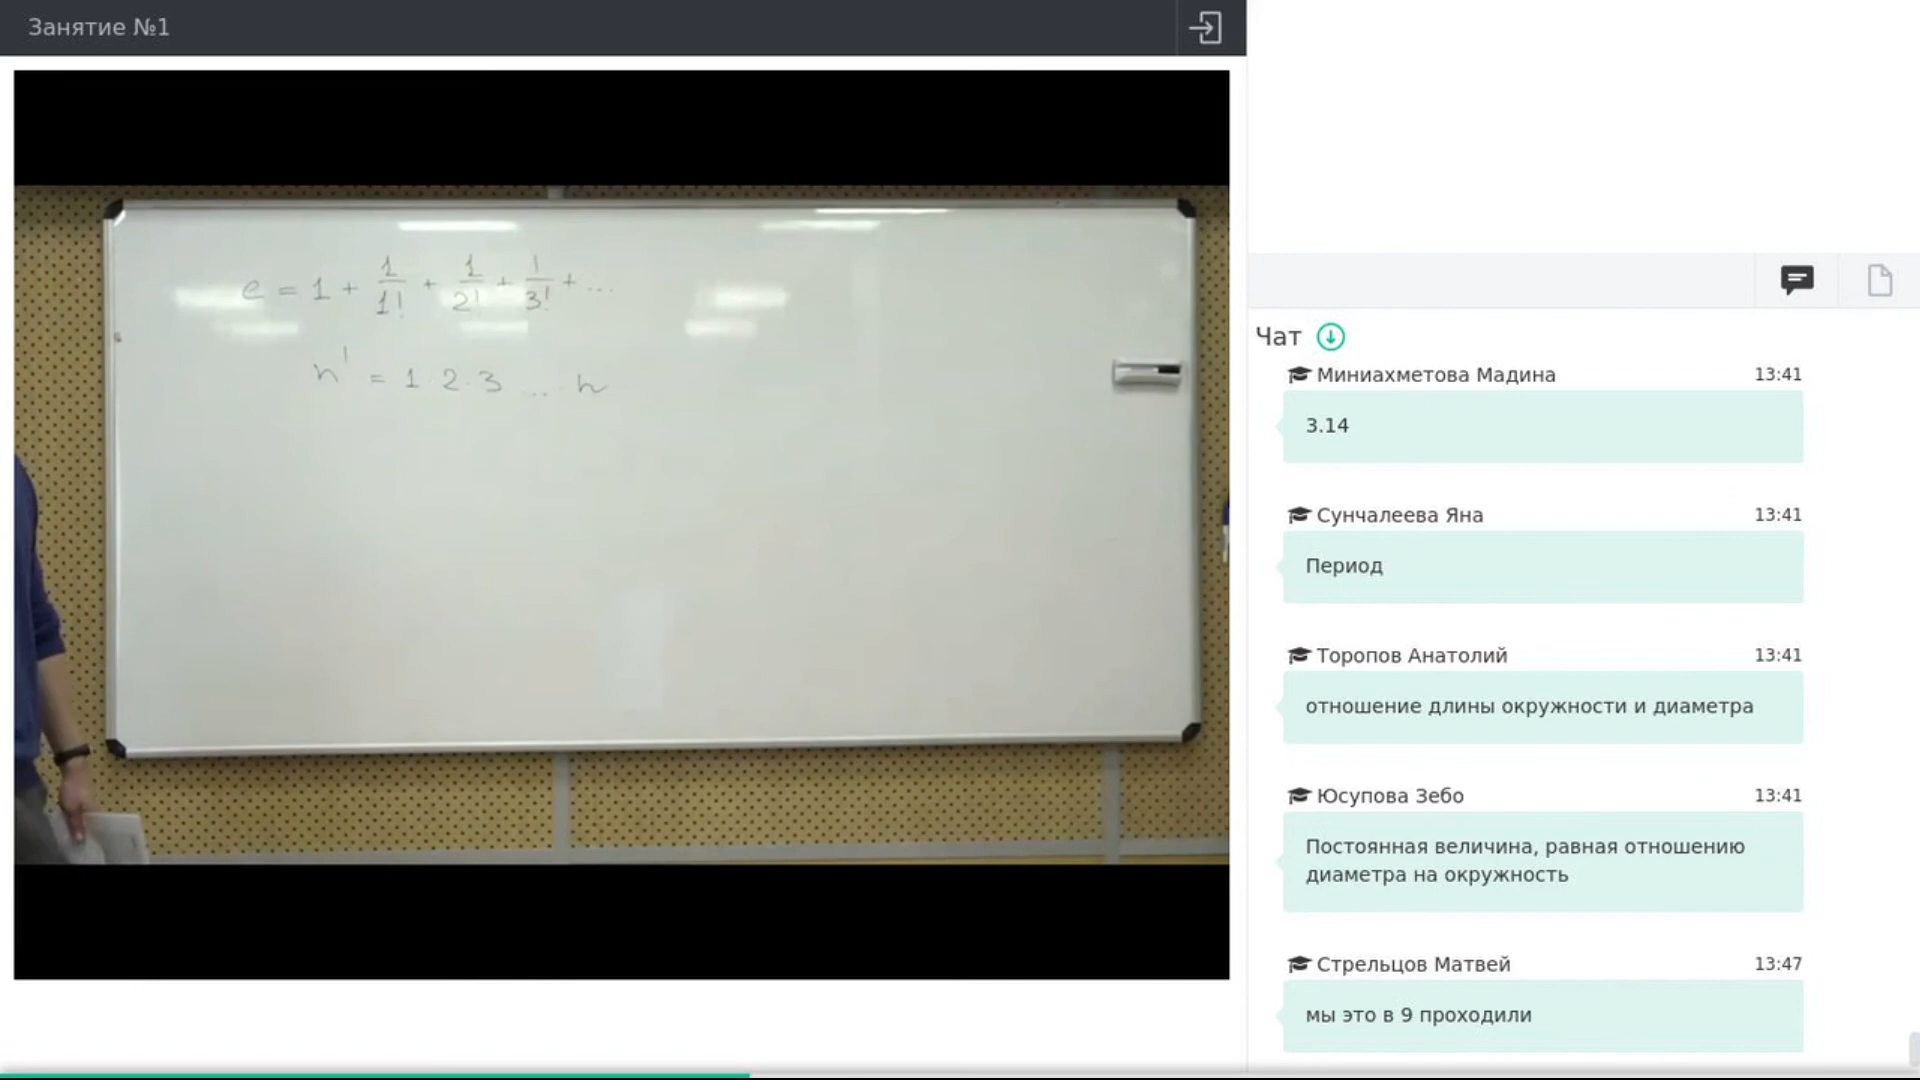 Занятие №1
e = 1 + 1/1! + 1/2! + 1/3! + ...
n! = 1 · 2 · 3 ... · n
Чат
Миниахметова Мадина 13:41
3.14
Сунчалеева Яна 13:41
Период
Торопов Анатолий 13:41
отношение длины окружности и диаметра
Юсупова Зебо 13:41
Постоянная величина, равная отношению
диаметра на окружность
Стрельцов Матвей 13:47
мы это в 9 проходили